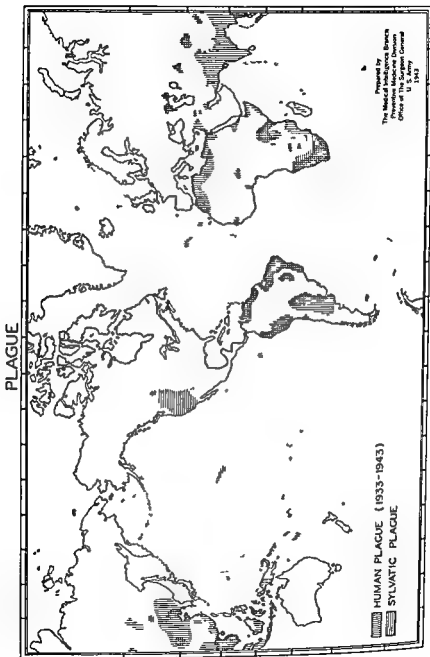 PLAGUE
HUMAN PLAGUE (1933-1943)
SYLVATIC PLAGUE
Prepared by
The Medical Intelligence Branch
Preventive Medicine Division
Office of The Surgeon General
U. S. Army
1943